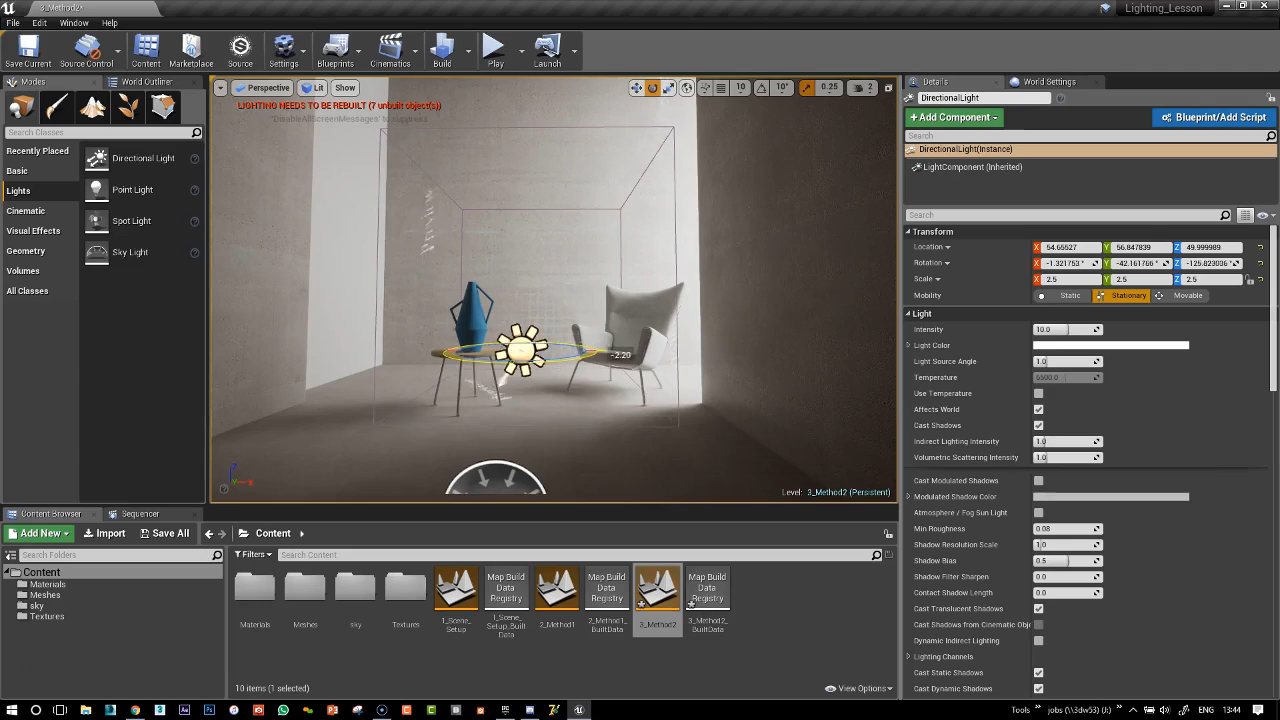 3_Method2*
Lighting_Lesson
File Edit Window Help
Save Current Source Control Content Marketplace Source Settings Blueprints Cinematics Build Play Launch
Modes World Outliner
Search Classes
Recently Placed
Basic
Lights
Cinematic
Visual Effects
Geometry
Volumes
All Classes
Directional Light
Point Light
Spot Light
Sky Light
Perspective Lit Show 10 10° 0.25 2
LIGHTING NEEDS TO BE REBUILT (7 unbuilt object(s))
'DisableAllScreenMessages' to suppress
-2.20
Level: 3_Method2 (Persistent)
Details World Settings
DirectionalLight
+Add Component
Blueprint/Add Script
Search
DirectionalLight(Instance)
LightComponent (Inherited)
Search
Transform
Location X 54.65527 Y 56.847839 Z 49.999989
Rotation X -1.321753 ° Y -42.161766 ° Z -125.823036 °
Scale X 2.5 Y 2.5 Z 2.5
Mobility Static Stationary Movable
Light
Intensity 10.0
Light Color
Light Source Angle 1.0
Temperature 6500.0
Use Temperature
Affects World
Cast Shadows
Indirect Lighting Intensity 1.0
Volumetric Scattering Intensity 1.0
Cast Modulated Shadows
Modulated Shadow Color
Atmosphere / Fog Sun Light
Min Roughness 0.08
Shadow Resolution Scale 1.0
Shadow Bias 0.5
Shadow Filter Sharpen 0.0
Contact Shadow Length 0.0
Cast Translucent Shadows
Cast Shadows from Cinematic Obje
Dynamic Indirect Lighting
Lighting Channels
Cast Static Shadows
Cast Dynamic Shadows
Content Browser Sequencer
Add New Import Save All Content
Search Folders
Filters Search Content
Content
Materials
Meshes
sky
Textures
Map Build Data Registry
Map Build Data Registry
Map Build Data Registry
Materials Meshes sky Textures 1_Scene_Setup 1_Scene_Setup_BuiltData 2_Method1 2_Method1_BuiltData 3_Method2 3_Method2_BuiltData
10 items (1 selected)
View Options
Tools jobs (\\3dw53) (J:) 13:44